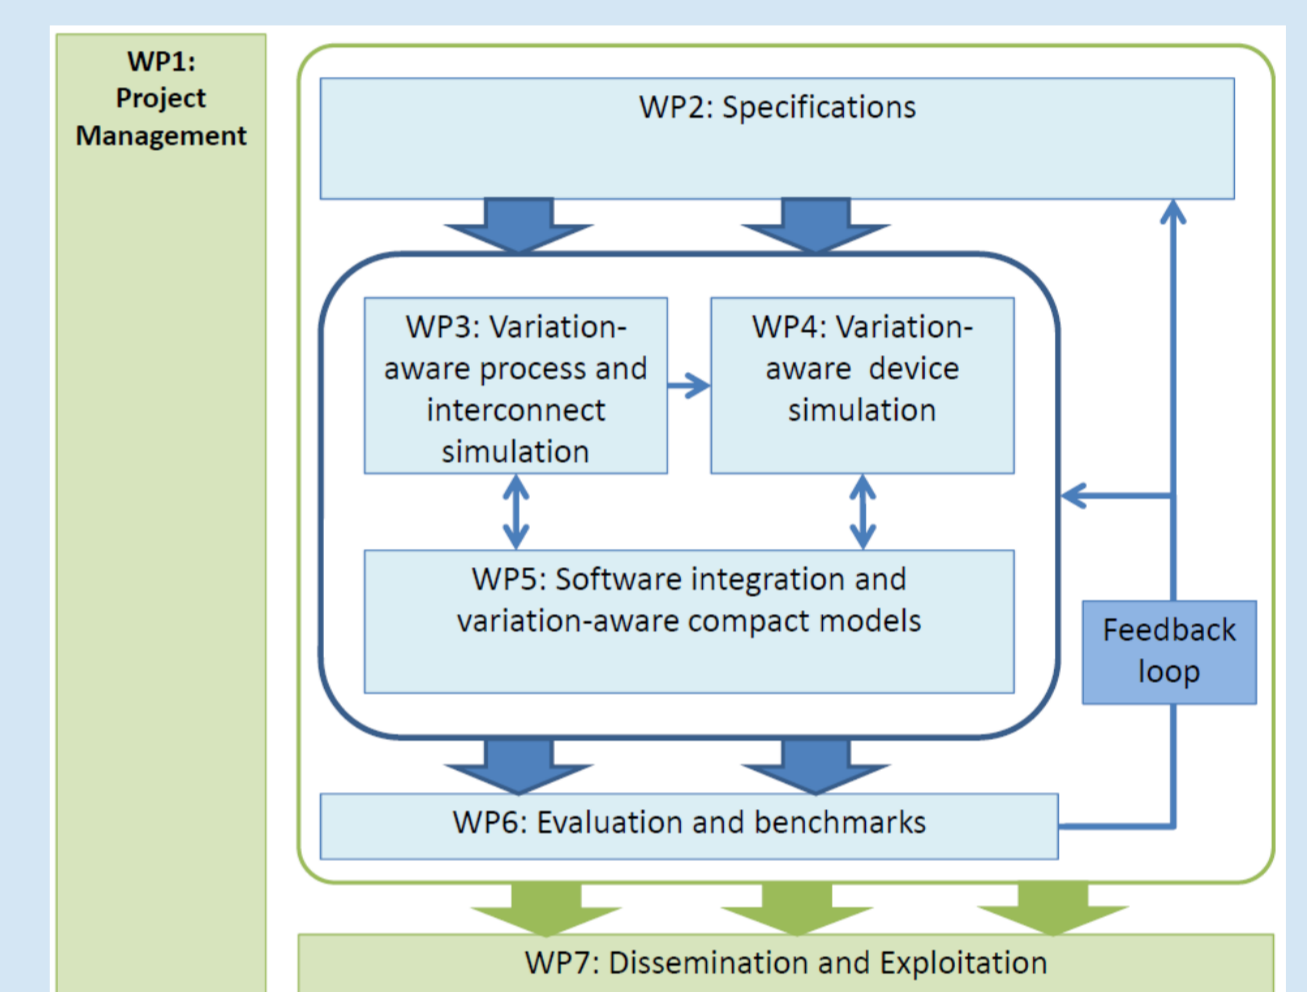 WP1:
Project
Management
WP2: Specifications
WP3: Variation-
aware process and
interconnect
simulation
WP4: Variation-
aware device
simulation
WP5: Software integration and
variation-aware compact models
Feedback
loop
WP6: Evaluation and benchmarks
WP7: Dissemination and Exploitation